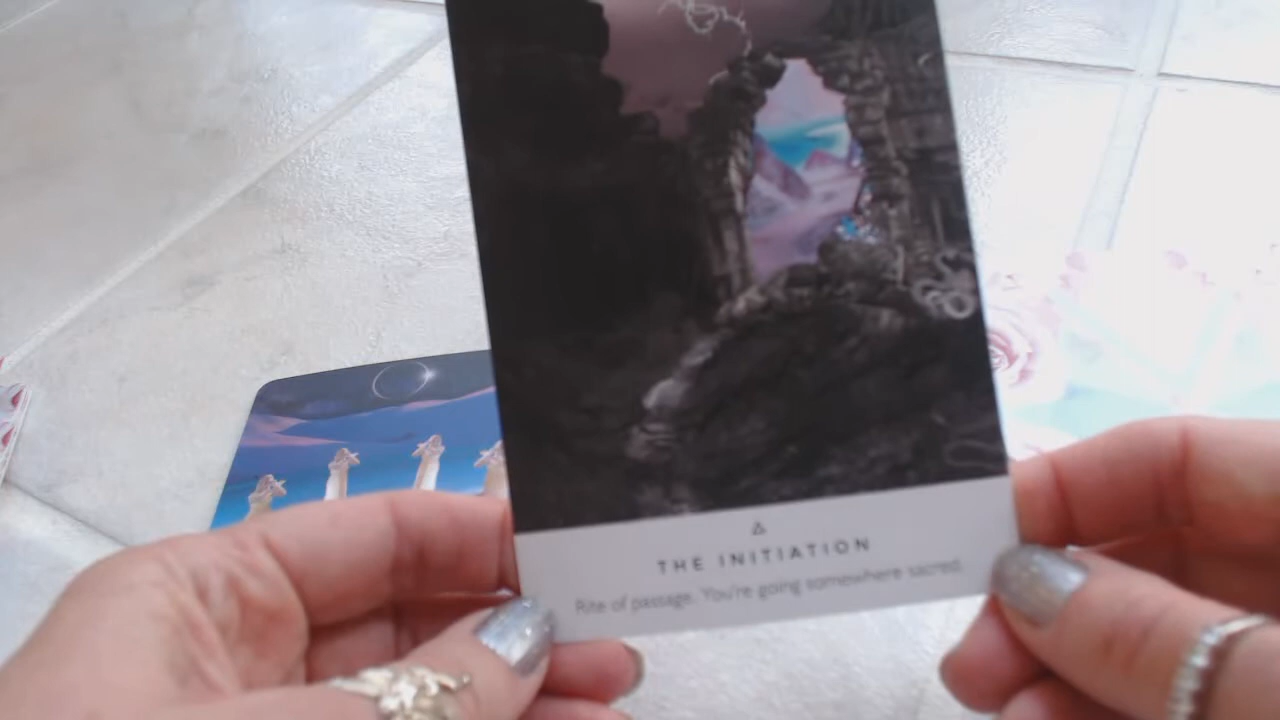 THE INITIATION
Rite of passage. You're going somewhere sacred.